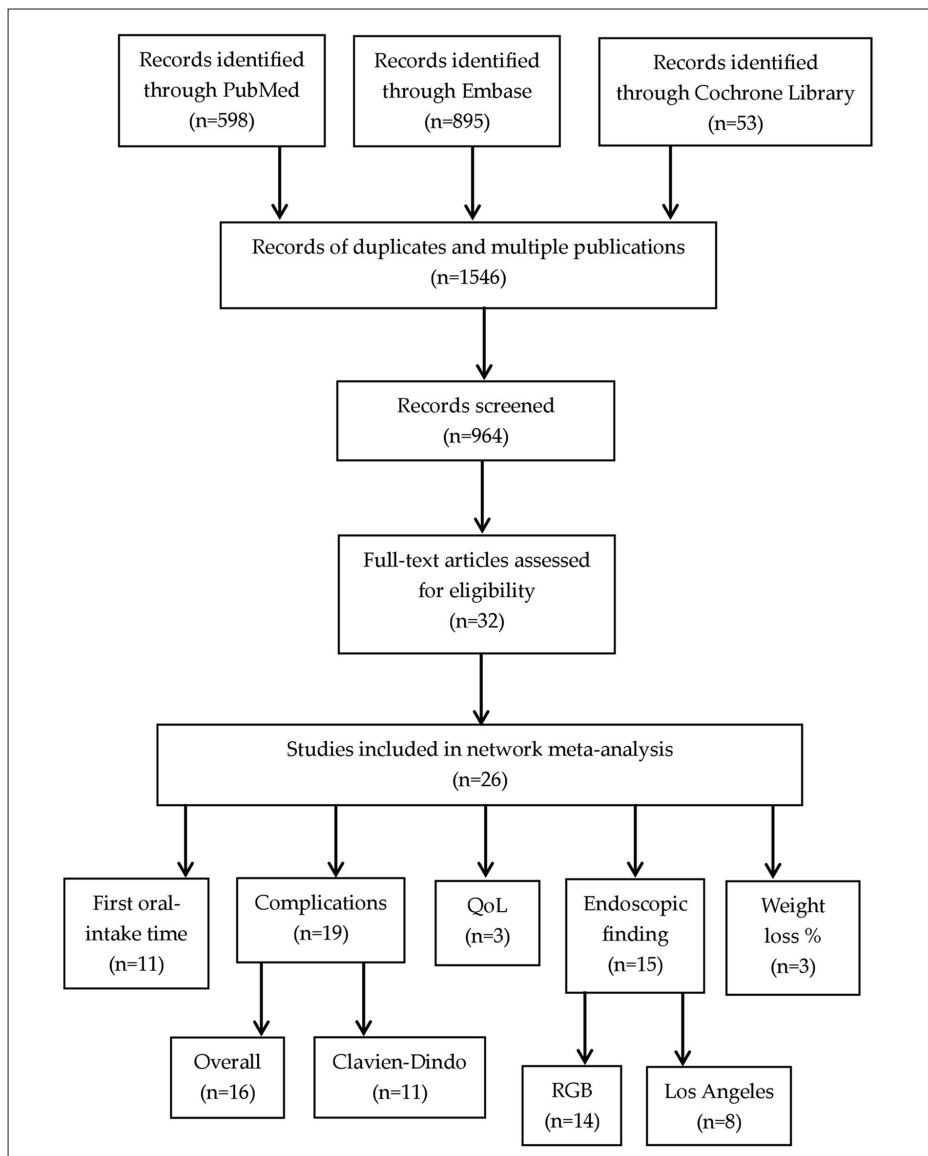 Records identified
through PubMed
(n=598)
Records identified
through Embase
(n=895)
Records identified
through Cochrone Library
(n=53)
Records of duplicates and multiple publications
(n=1546)
Records screened
(n=964)
Full-text articles assessed
for eligibility
(n=32)
Studies included in network meta-analysis
(n=26)
First oral-
intake time
(n=11)
Complications
(n=19)
QoL
(n=3)
Endoscopic
finding
(n=15)
Weight
loss %
(n=3)
Overall
(n=16)
Clavien-Dindo
(n=11)
RGB
(n=14)
Los Angeles
(n=8)